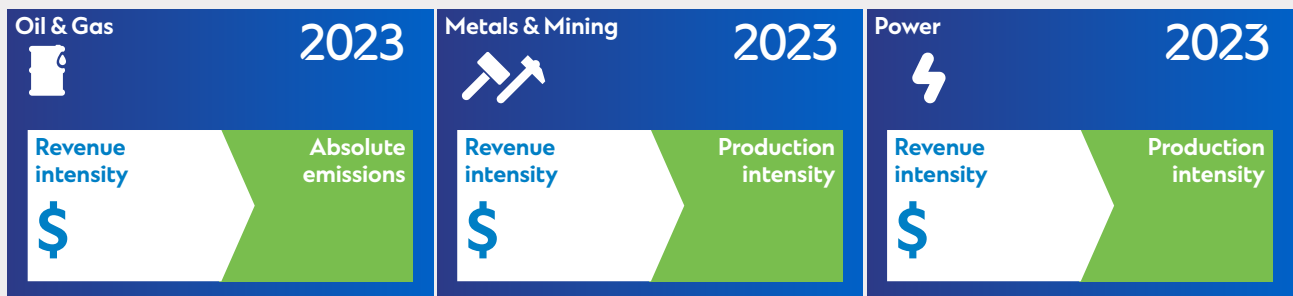 Oil & Gas
2023
Revenue
intensity
$
Absolute
emissions
Metals & Mining
2023
Revenue
intensity
$
Production
intensity
Power
2023
Revenue
intensity
$
Production
intensity